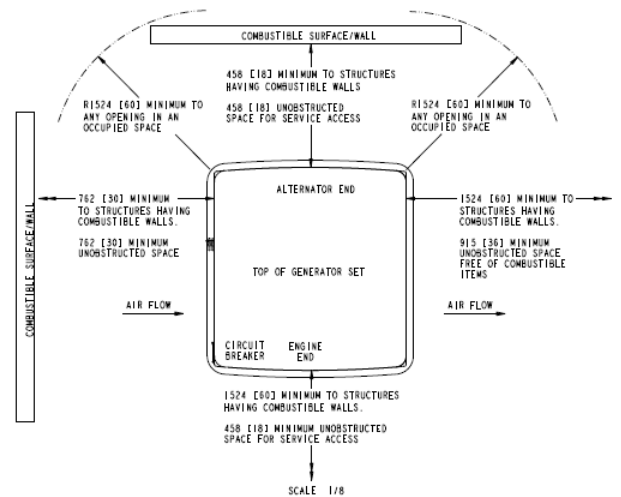 COMBUSTIBLE SURFACE/WALL
458 [18] MINIMUM TO STRUCTURES
HAVING COMBUSTIBLE WALLS
458 [18] UNOBSTRUCTED
SPACE FOR SERVICE ACCESS
R1524 [60] MINIMUM TO
ANY OPENING IN AN
OCCUPIED SPACE
R1524 [60] MINIMUM TO
ANY OPENING IN AN
OCCUPIED SPACE
COMBUSTIBLE SURFACE/WALL
762 [30] MINIMUM
TO STRUCTURES HAVING
COMBUSTIBLE WALLS.
762 [30] MINIMUM
UNOBSTRUCTED SPACE
ALTERNATOR END
1524 [60] MINIMUM TO
STRUCTURES HAVING
COMBUSTIBLE WALLS.
915 [36] MINIMUM
UNOBSTRUCTED SPACE
FREE OF COMBUSTIBLE
ITEMS
TOP OF GENERATOR SET
AIR FLOW
AIR FLOW
CIRCUIT
BREAKER
ENGINE
END
1524 [60] MINIMUM TO STRUCTURES
HAVING COMBUSTIBLE WALLS.
458 [18] MINIMUM UNOBSTRUCTED
SPACE FOR SERVICE ACCESS
SCALE 1/8